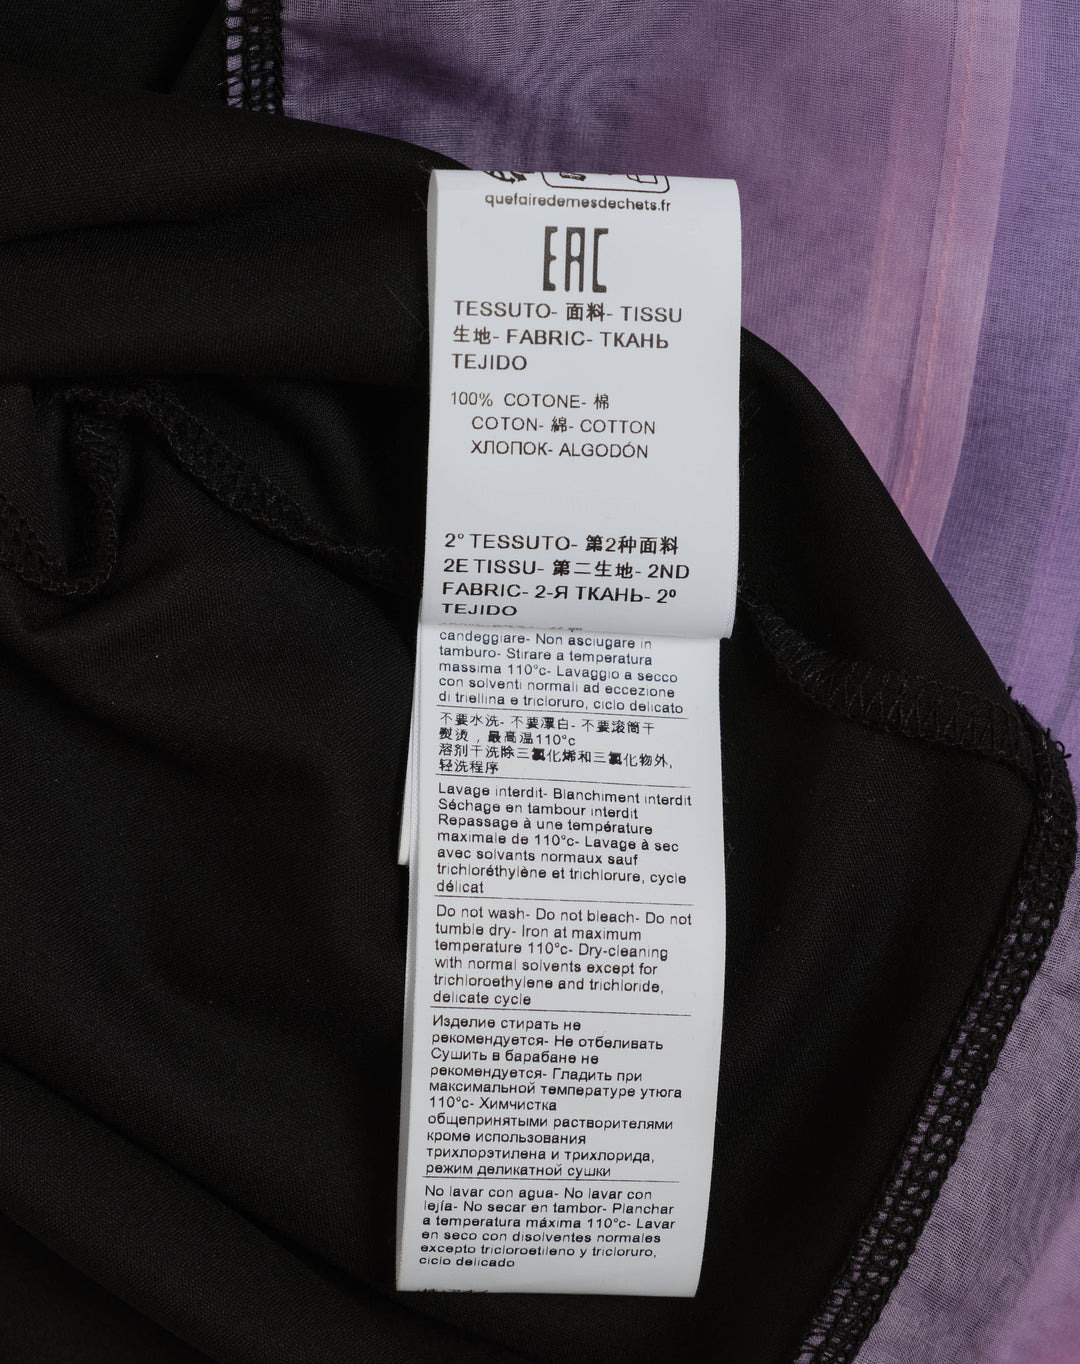 quefairedemesdechets.fr
EAC
TESSUTO- 面料- TISSU
生地- FABRIC- ТКАНЬ
TEJIDO
100% COTONE- 棉
COTON- 綿- COTTON
ХЛОПОК- ALGODÓN
2° TESSUTO- 第2种面料
2E TISSU- 第二生地- 2ND
FABRIC- 2-Я ТКАНЬ- 2º
TEJIDO
candeggiare- Non asciugare in
tamburo- Stirare a temperatura
massima 110°c- Lavaggio a secco
con solventi normali ad eccezione
di triellina e tricloruro, ciclo delicato
不要水洗- 不要漂白- 不要滚筒干
熨烫，最高温110°c
溶剂干洗除三氯化烯和三氯化物外,
轻洗程序
Lavage interdit- Blanchiment interdit
Séchage en tambour interdit
Repassage à une température
maximale de 110°c- Lavage à sec
avec solvants normaux sauf
trichloréthylène et trichlorure, cycle
délicat
Do not wash- Do not bleach- Do not
tumble dry- Iron at maximum
temperature 110°c- Dry-cleaning
with normal solvents except for
trichloroethylene and trichloride,
delicate cycle
Изделие стирать не
рекомендуется- Не отбеливать
Сушить в барабане не
рекомендуется- Гладить при
максимальной температуре утюга
110°c- Химчистка
общепринятыми растворителями
кроме использования
трихлорэтилена и трихлорида,
режим деликатной сушки
No lavar con agua- No lavar con
lejía- No secar en tambor- Planchar
a temperatura máxima 110°c- Lavar
en seco con disolventes normales
excepto tricloroetileno y tricloruro,
ciclo delicado